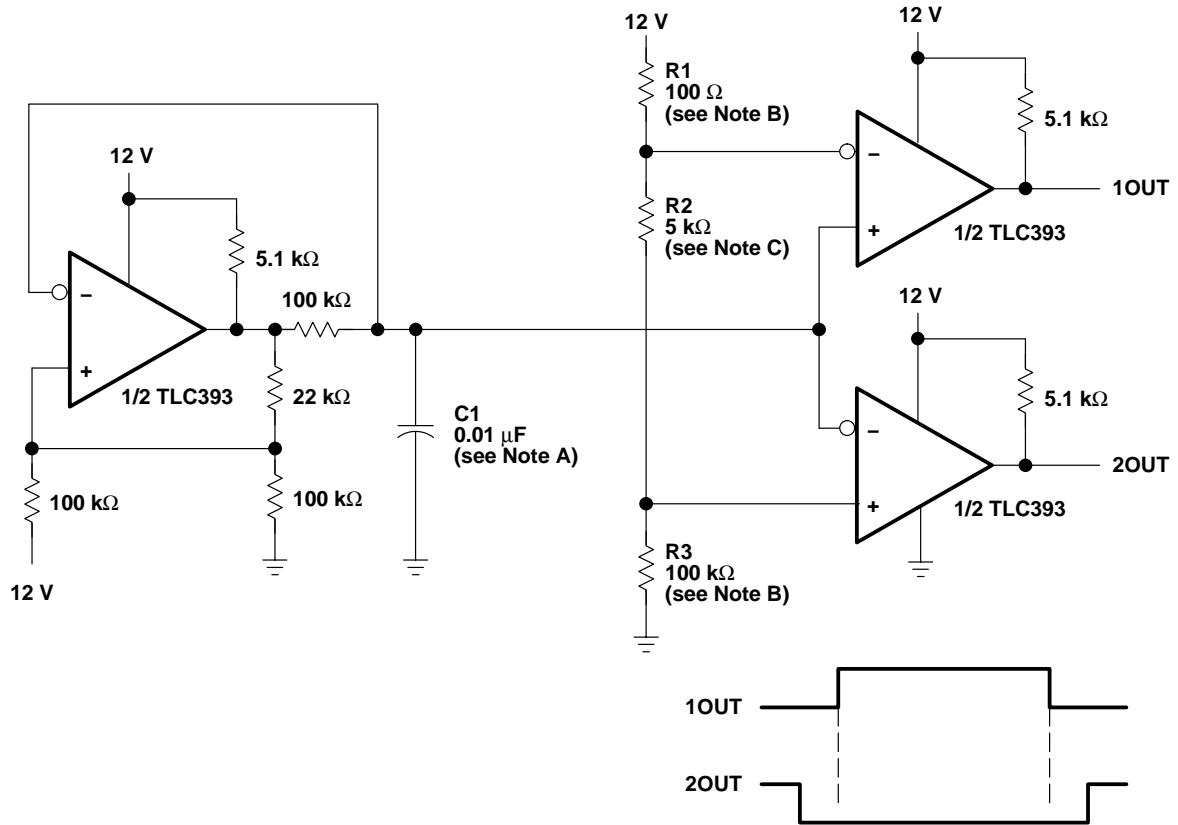 12 V
5.1 kΩ
−
+
1/2 TLC393
100 kΩ
22 kΩ
100 kΩ
100 kΩ
12 V
C1
0.01 µF
(see Note A)
12 V
R1
100 Ω
(see Note B)
R2
5 kΩ
(see Note C)
R3
100 kΩ
(see Note B)
12 V
5.1 kΩ
−
+
1/2 TLC393
1OUT
12 V
5.1 kΩ
−
+
1/2 TLC393
2OUT
1OUT
2OUT